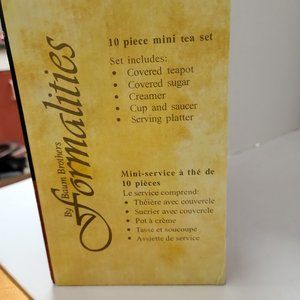 Formalities
By Baum Brothers
10 piece mini tea set
Set includes:
• Covered teapot
• Covered sugar
• Creamer
• Cup and saucer
• Serving platter
Mini-service à thé de
10 pièces
Le service comprend:
• Théière avec couvercle
• Sucrier avec couvercle
• Pot à crème
• Tasse et soucoupe
• Assiette de service